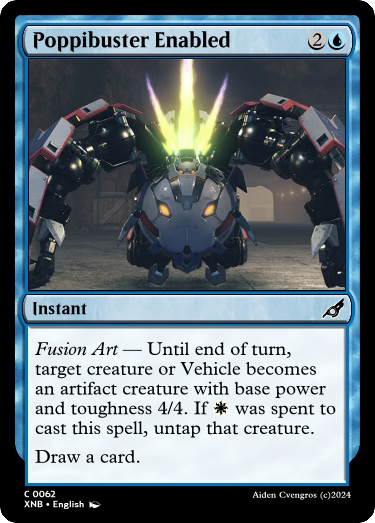 Poppibuster Enabled 2
Instant
Fusion Art — Until end of turn,
target creature or Vehicle becomes
an artifact creature with base power
and toughness 4/4. If was spent to
cast this spell, untap that creature.
Draw a card.
C 0062
XNB • English
Aiden Cvengros (c)2024